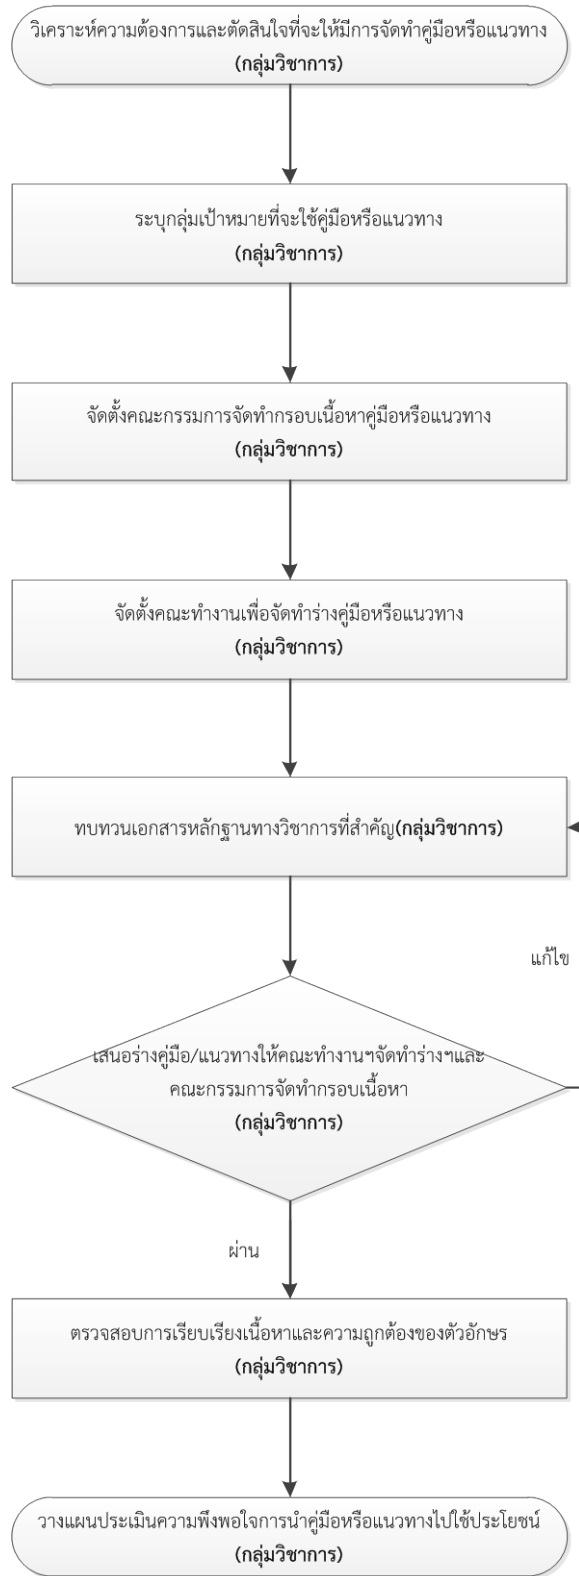 วิเคราะห์ความต้องการและตัดสินใจที่จะให้มีการจัดทำคู่มือหรือแนวทาง
(กลุ่มวิชาการ)
ระบุกลุ่มเป้าหมายที่จะใช้คู่มือหรือแนวทาง
(กลุ่มวิชาการ)
จัดตั้งคณะกรรมการจัดทำกรอบเนื้อหาคู่มือหรือแนวทาง
(กลุ่มวิชาการ)
จัดตั้งคณะทำงานเพื่อจัดทำร่างคู่มือหรือแนวทาง
(กลุ่มวิชาการ)
ทบทวนเอกสารหลักฐานทางวิชาการที่สำคัญ(กลุ่มวิชาการ)
แก้ไข
เสนอร่างคู่มือ/แนวทางให้คณะทำงานฯจัดทำร่างฯและ
คณะกรรมการจัดทำกรอบเนื้อหา
(กลุ่มวิชาการ)
ผ่าน
ตรวจสอบการเรียบเรียงเนื้อหาและความถูกต้องของตัวอักษร
(กลุ่มวิชาการ)
วางแผนประเมินความพึงพอใจการนำคู่มือหรือแนวทางไปใช้ประโยชน์
(กลุ่มวิชาการ)